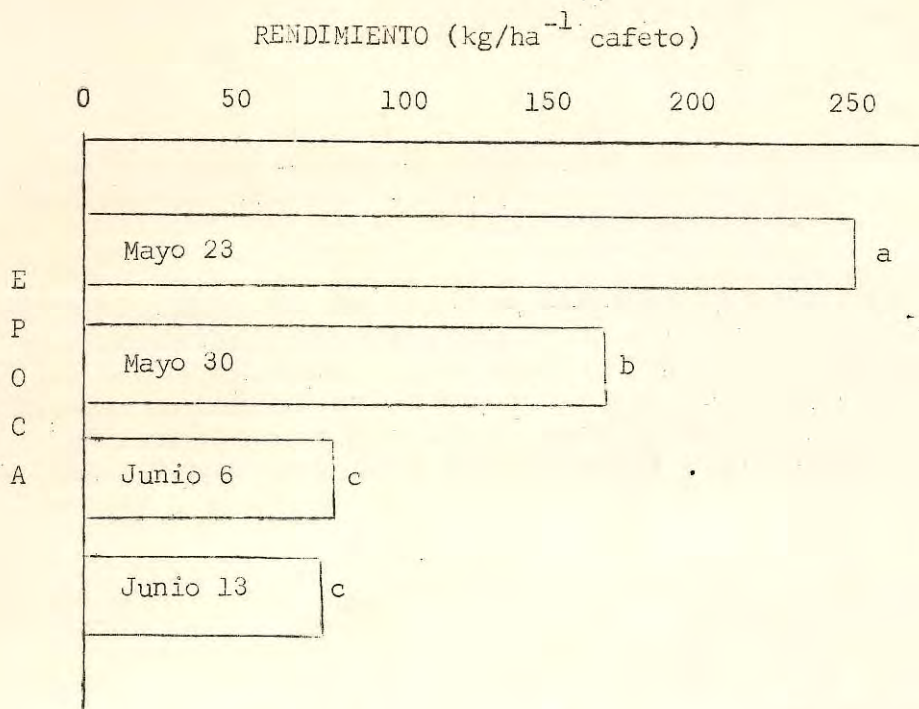 RENDIMIENTO (kg/ha⁻¹ cafeto)
0 50 100 150 200 250
Mayo 23 a
Mayo 30 b
Junio 6 c
Junio 13 c
E
P
O
C
A